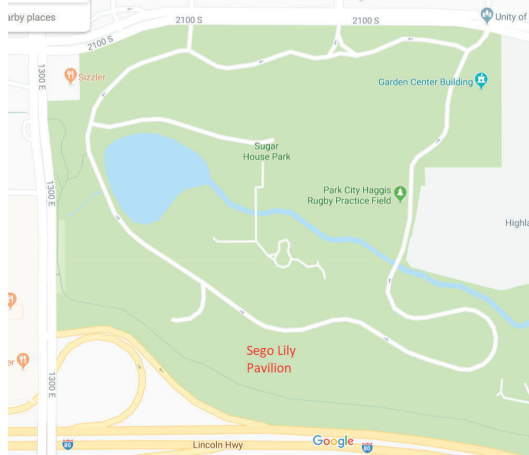 arby places
2100 S
2100 S
2100 S
Unity of
1300 E
Sizzler
Garden Center Building
Sugar
House Park
1300 E
Park City Haggis
Rugby Practice Field
Highla
Sego Lily
Pavilion
er
1300 E
80
Lincoln Hwy
Google
80